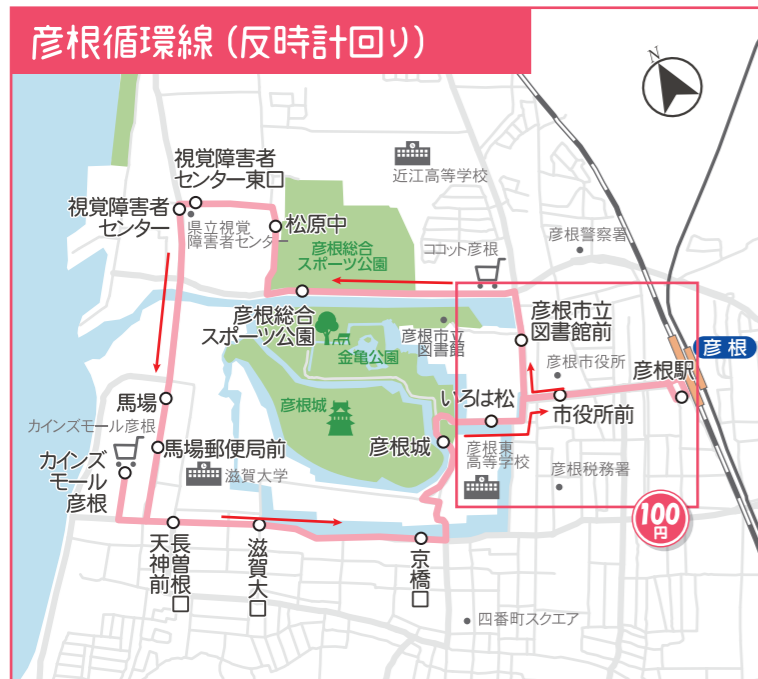 彦根循環線（反時計回り）
N
視覚障害者
センター東口
近江高等学校
視覚障害者
センター
県立視覚
障害者センター
松原中
彦根総合
スポーツ公園
ココット彦根
彦根警察署
彦根総合
スポーツ公園
彦根市立
図書館
彦根市立
図書館前
彦根
金亀公園
彦根市役所
彦根駅
馬場
彦根城
いろは松
市役所前
カインズモール彦根
馬場郵便局前
彦根城
彦根東
高等学校
カインズ
モール
彦根
滋賀大学
彦根税務署
100
円
長曽根口
天神前
滋賀大口
京橋口
四番町スクエア